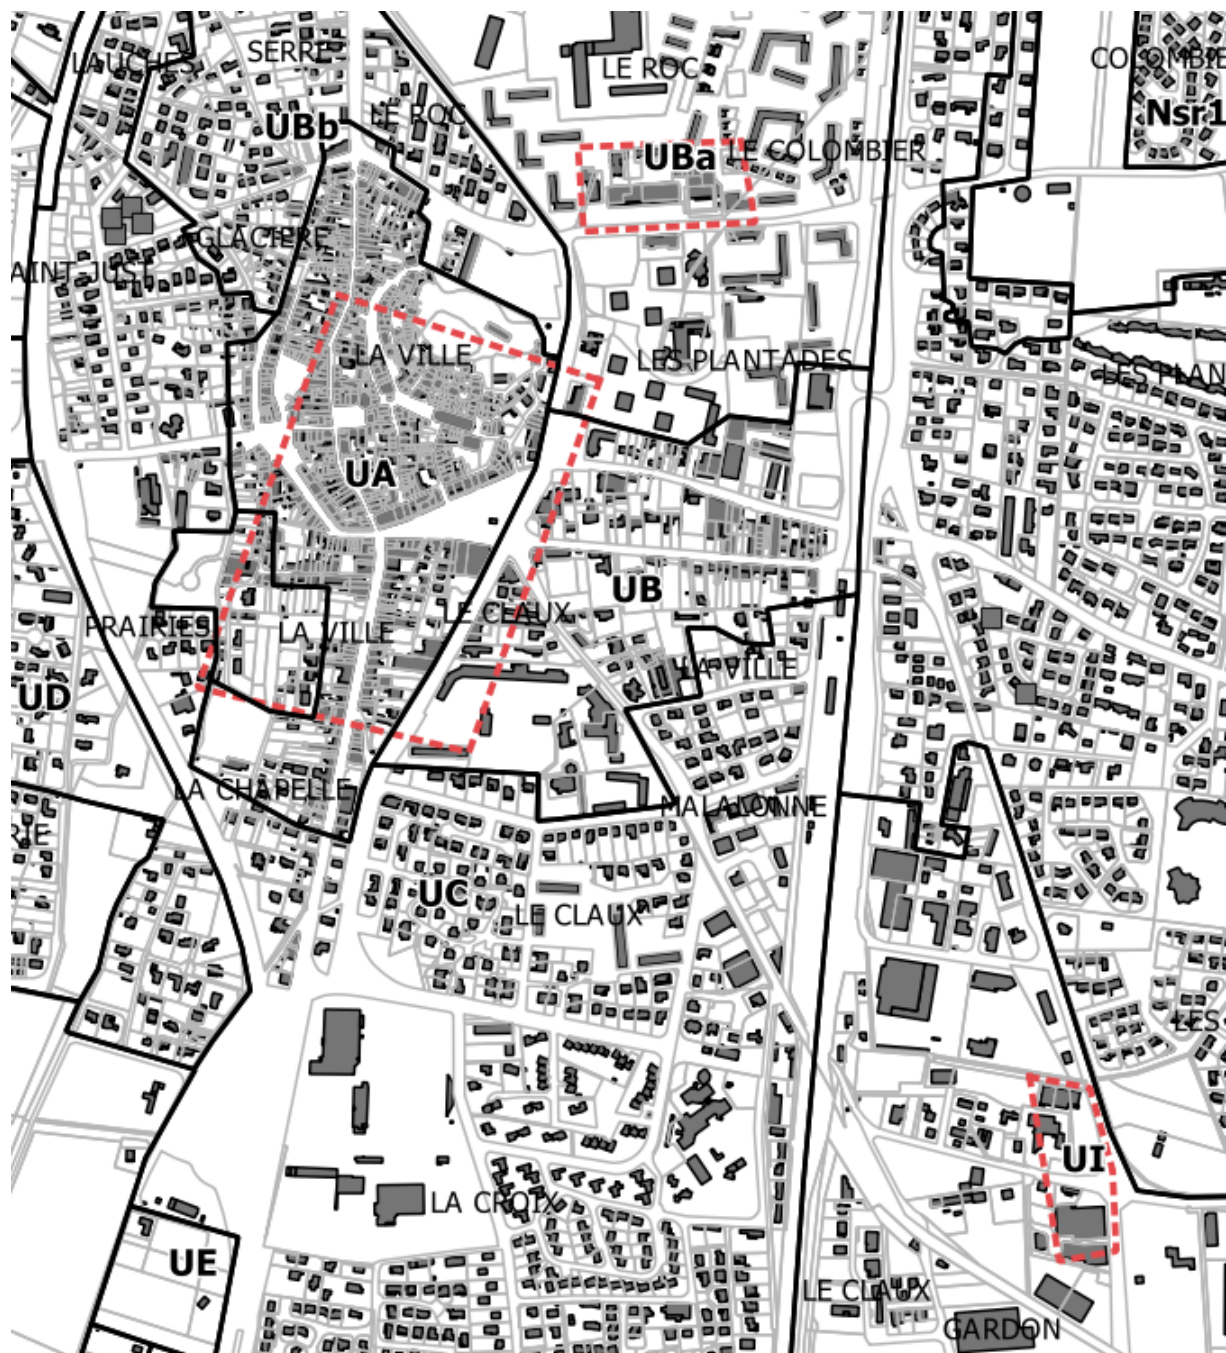 SERRE
LAUCHES
COLOMBIE
LE ROC
Nsr1
LE ROC
UBb
UBa
LE COLOMBIER
GLACIERE
AINT JUST
LA VILLE
LES PLANTADES
LES PLAN
UA
UB
LE CLAUX
PRAIRIES
LA VILLE
LA VILLE
UD
LA CHAPELLE
MALALONNE
RIE
UC
LE CLAUX
LES
UI
LA CROIX
UE
LE CLAUX
GARDON